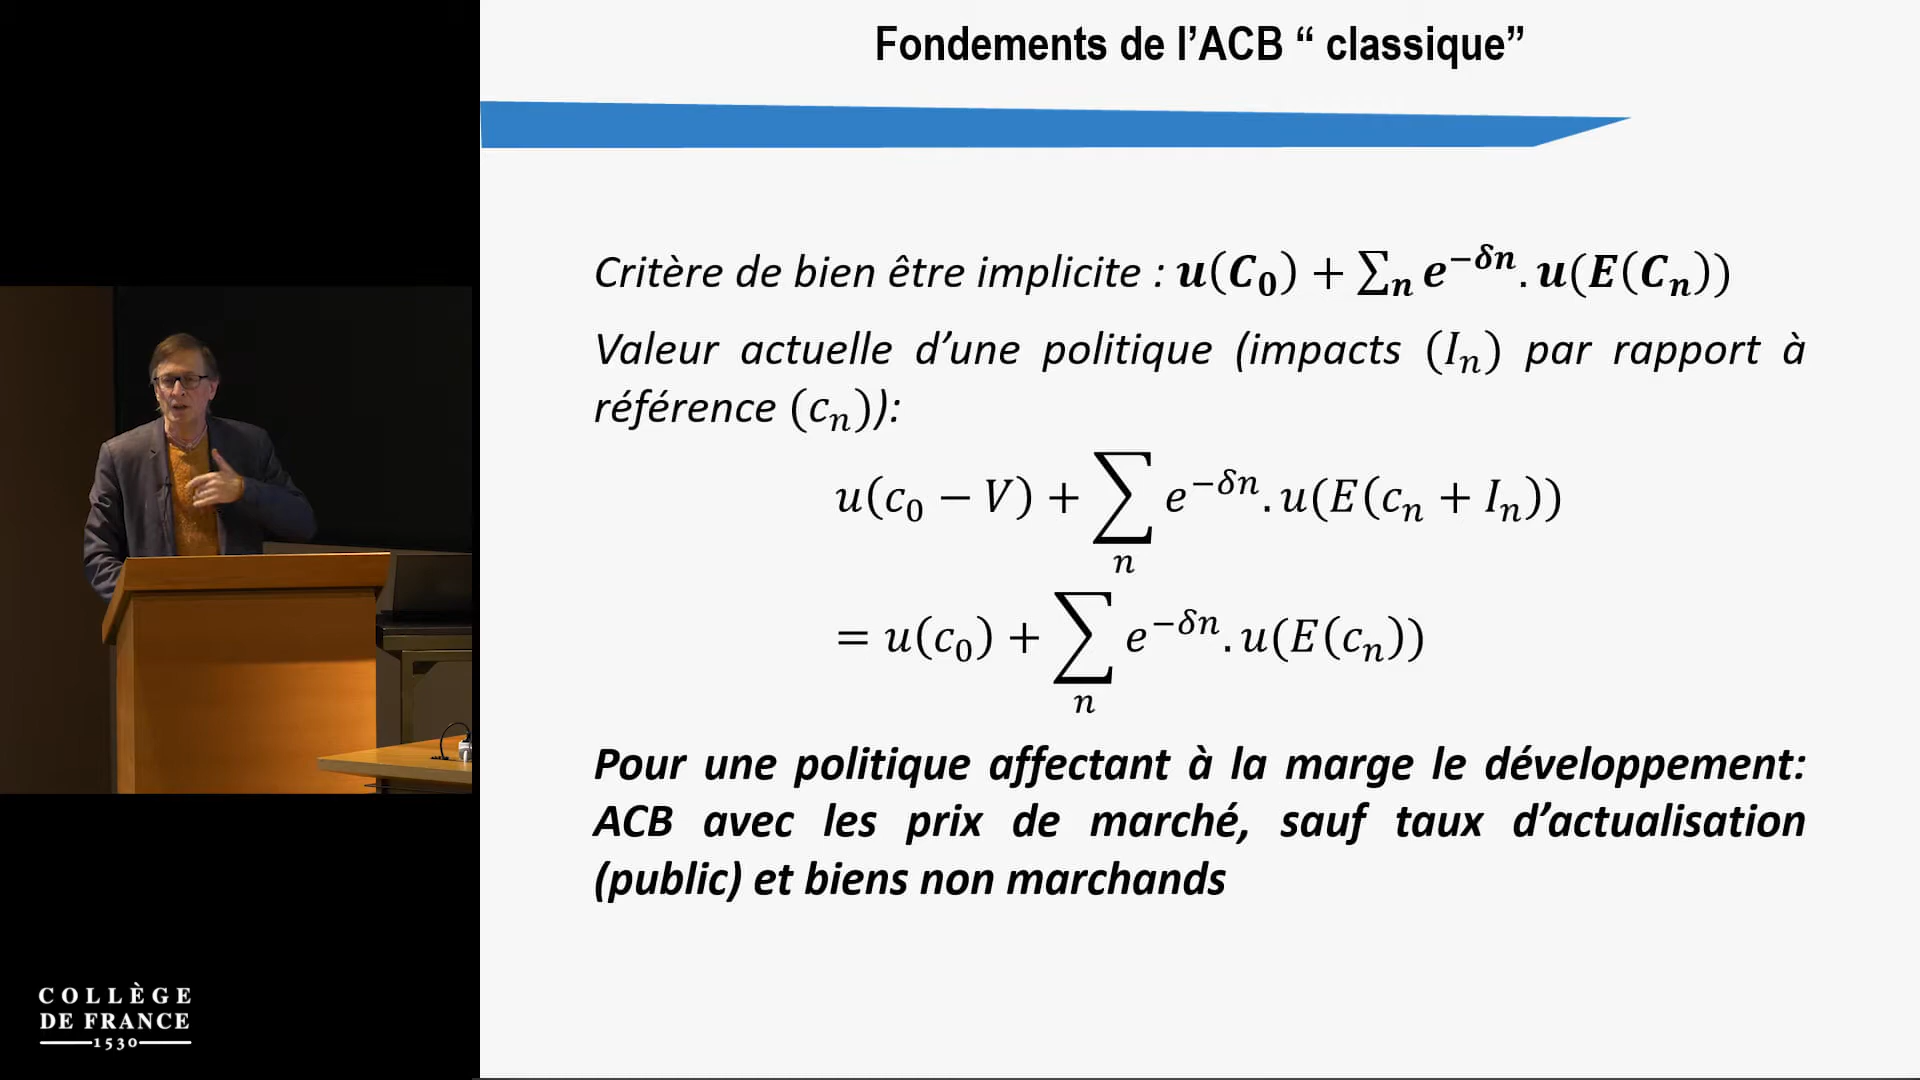 Fondements de l’ACB “ classique”
Critère de bien être implicite : u(C₀) + ∑ₙ e^{−δn}.u(E(Cₙ))
Valeur actuelle d’une politique (impacts (Iₙ) par rapport à
référence (cₙ)):
u(c₀ − V) + ∑ₙ e^{−δn}.u(E(cₙ + Iₙ))
= u(c₀) + ∑ₙ e^{−δn}.u(E(cₙ))
Pour une politique affectant à la marge le développement:
ACB avec les prix de marché, sauf taux d’actualisation
(public) et biens non marchands
COLLÈGE
DE FRANCE
1530